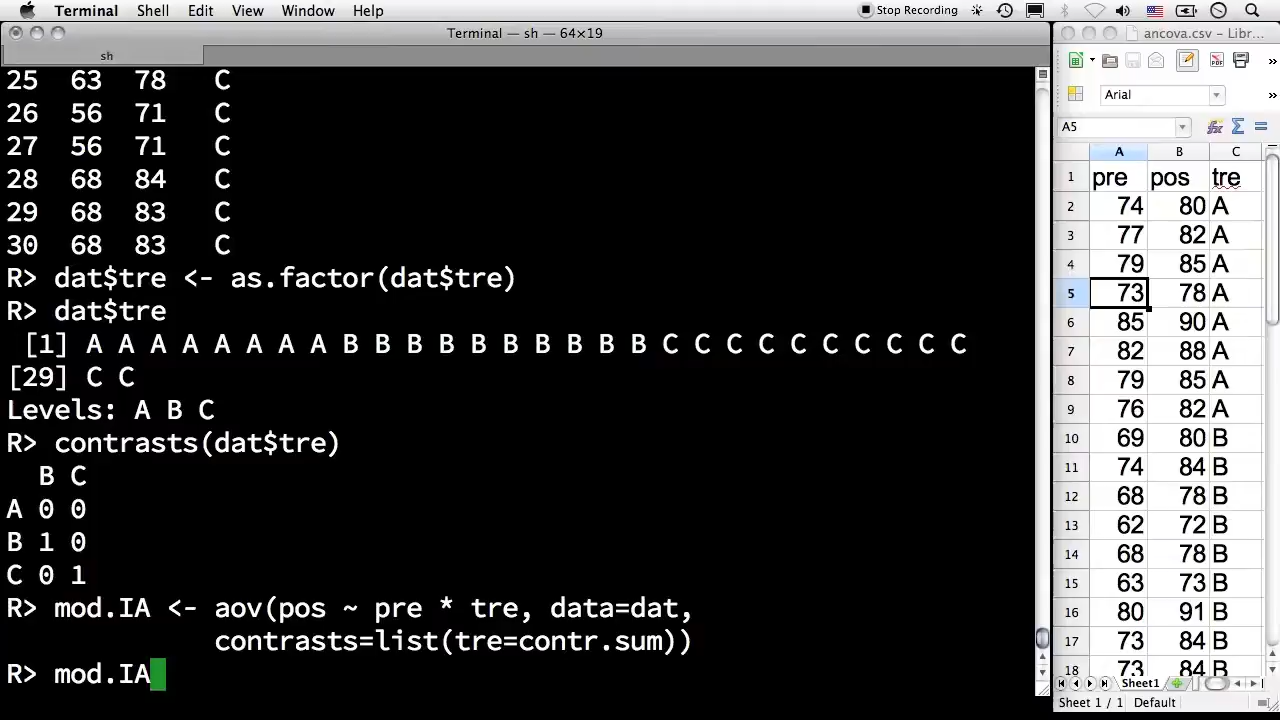 Terminal Shell Edit View Window Help Stop Recording
Terminal — sh — 64×19
sh
25 63 78 C
26 56 71 C
27 56 71 C
28 68 84 C
29 68 83 C
30 68 83 C
R> dat$tre <- as.factor(dat$tre)
R> dat$tre
[1] A A A A A A A A B B B B B B B B B B C C C C C C C C C C
[29] C C
Levels: A B C
R> contrasts(dat$tre)
B C
A 0 0
B 1 0
C 0 1
R> mod.IA <- aov(pos ~ pre * tre, data=dat,
contrasts=list(tre=contr.sum))
R> mod.IA
ancova.csv – Libr...
PDF »
Arial »
A5
A B C
1 pre pos tre
2 74 80 A
3 77 82 A
4 79 85 A
5 73 78 A
6 85 90 A
7 82 88 A
8 79 85 A
9 76 82 A
10 69 80 B
11 74 84 B
12 68 78 B
13 62 72 B
14 68 78 B
15 63 73 B
16 80 91 B
17 73 84 B
18 73 84 B
Sheet1
Sheet 1 / 1 Default